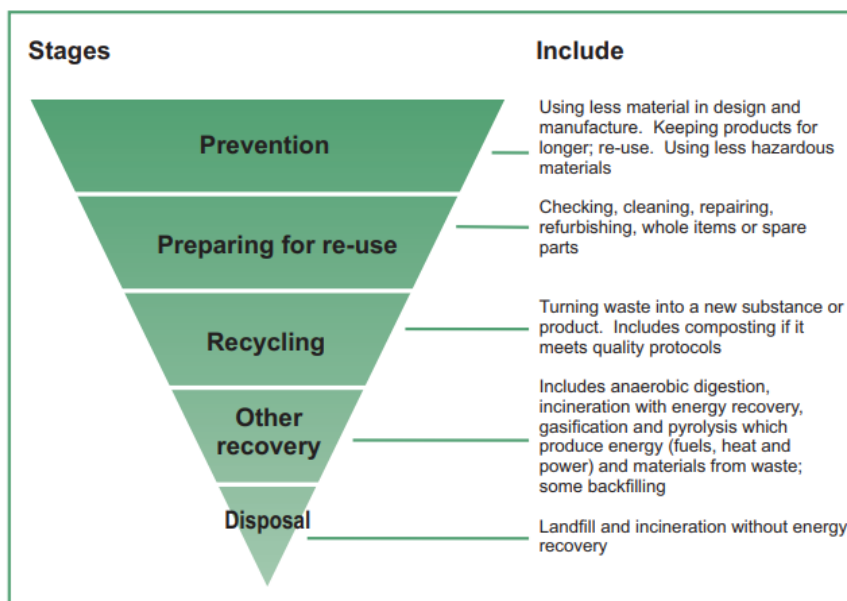 Stages
Include
Prevention
Using less material in design and
manufacture.  Keeping products for
longer; re-use.  Using less hazardous
materials
Preparing for re-use
Checking, cleaning, repairing,
refurbishing, whole items or spare
parts
Recycling
Turning waste into a new substance or
product.  Includes composting if it
meets quality protocols
Other
recovery
Includes anaerobic digestion,
incineration with energy recovery,
gasification and pyrolysis which
produce energy (fuels, heat and
power) and materials from waste;
some backfilling
Disposal
Landfill and incineration without energy
recovery